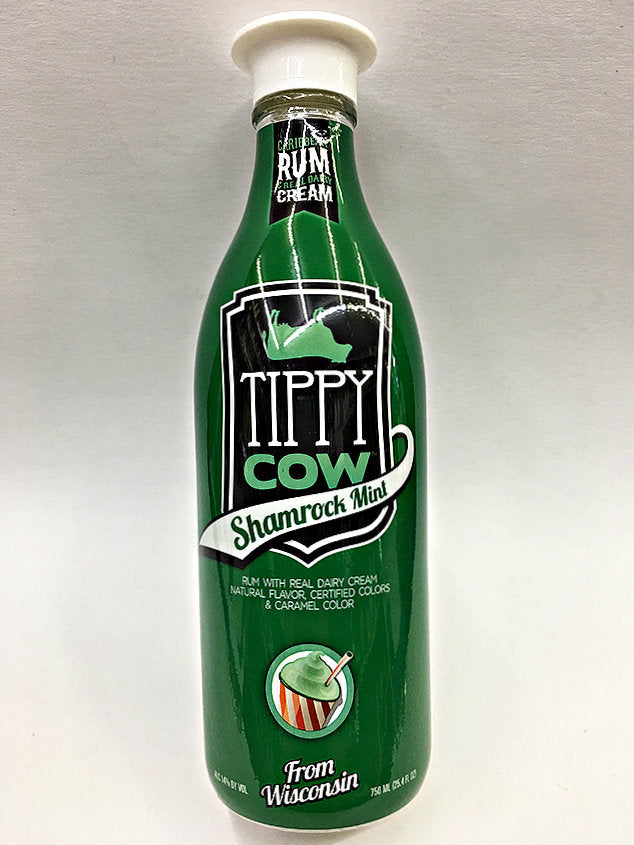 CARIBBEAN
RUM
& REAL DAIRY
CREAM
TIPPY
COW
Shamrock Mint
RUM WITH REAL DAIRY CREAM
NATURAL FLAVOR, CERTIFIED COLORS
& CARAMEL COLOR
From
Wisconsin
ALC 14% BY VOL
750 ML (25.4 FL OZ)